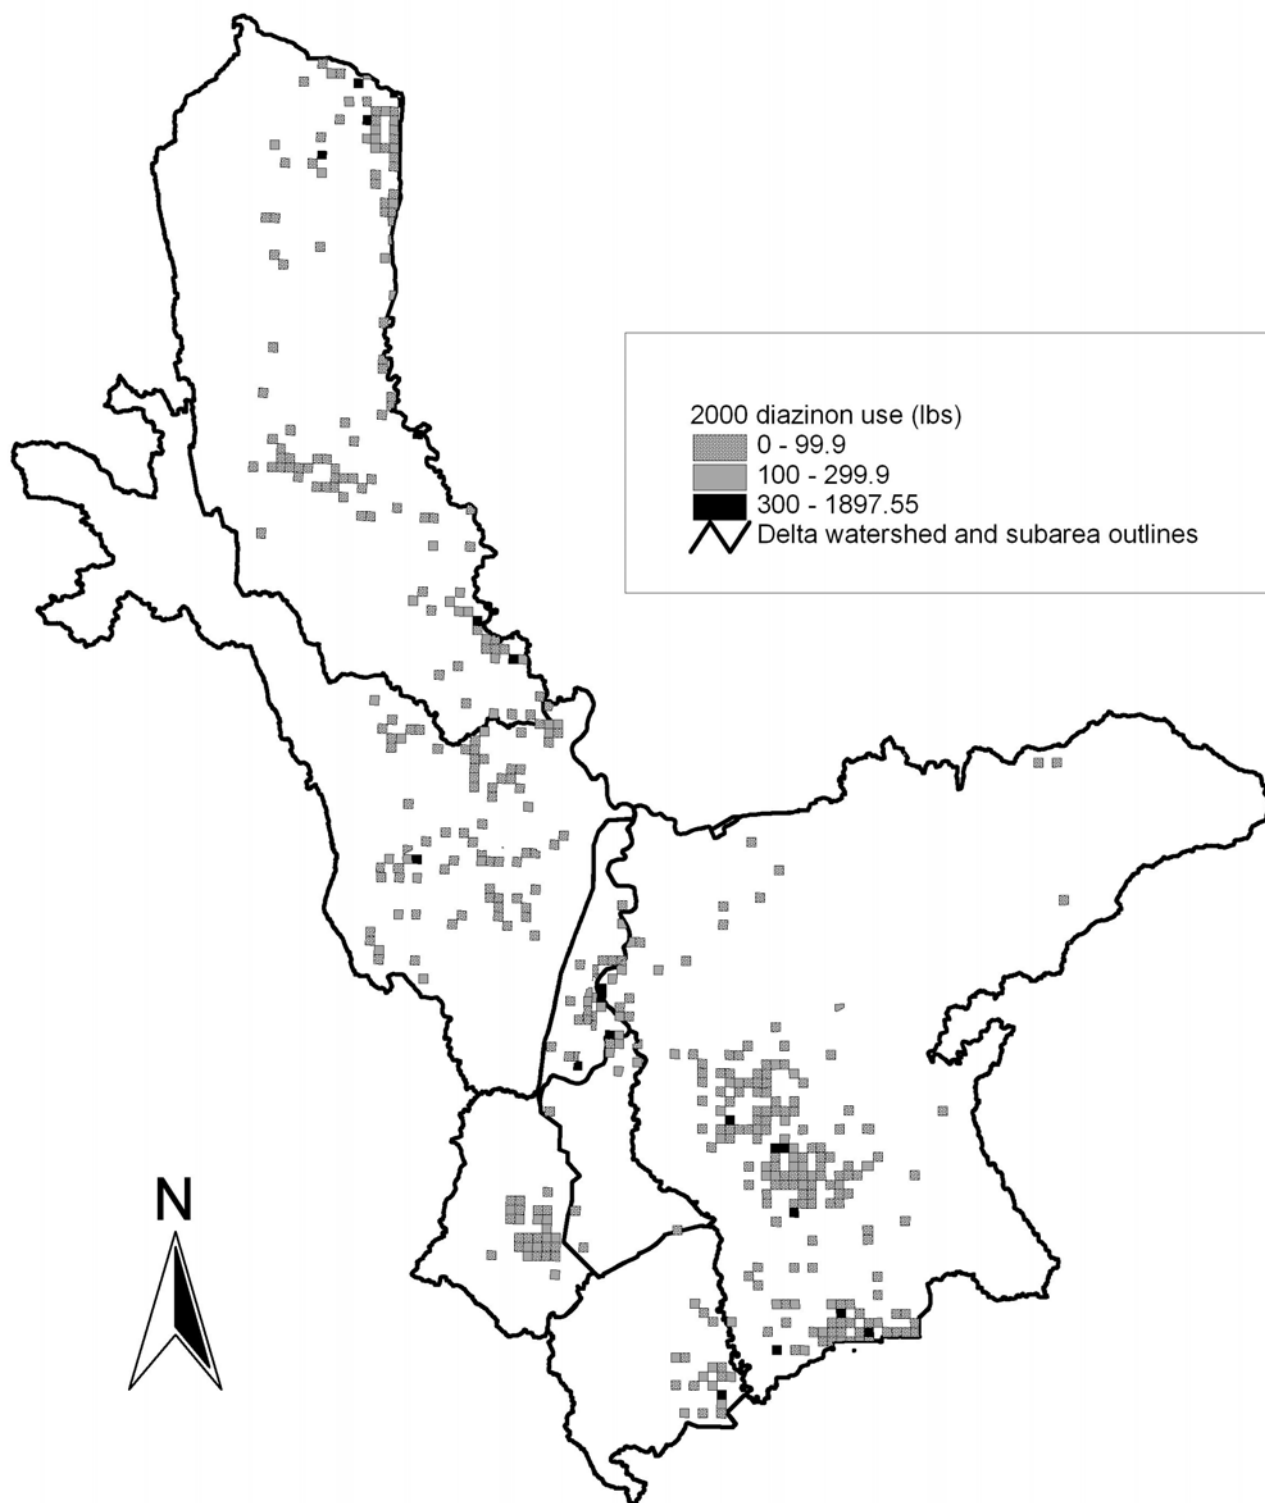 2000 diazinon use (lbs)
0 - 99.9
100 - 299.9
300 - 1897.55
Delta watershed and subarea outlines
N